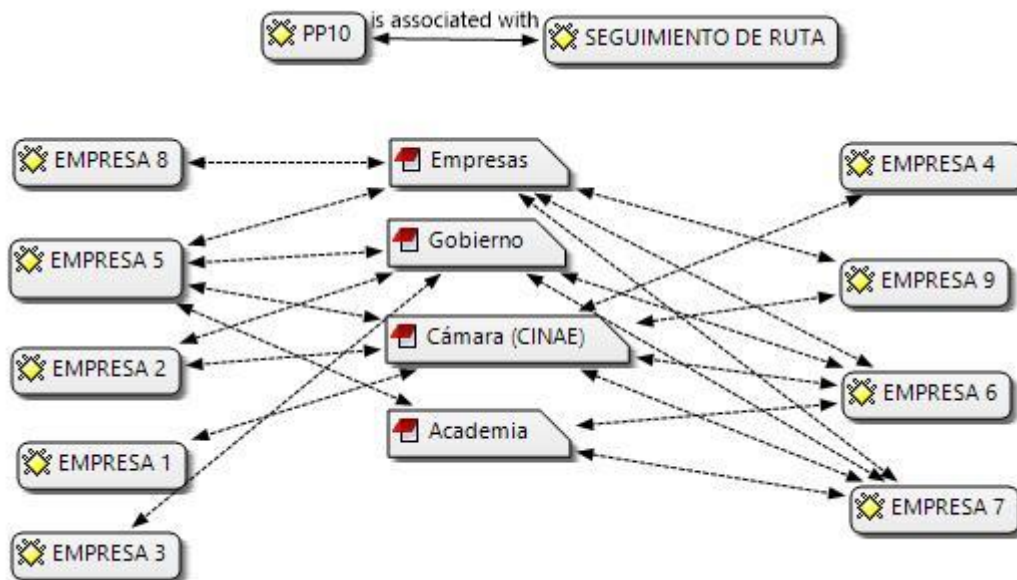 PP10
is associated with
SEGUIMIENTO DE RUTA
EMPRESA 8
Empresas
EMPRESA 4
EMPRESA 5
Gobierno
EMPRESA 9
EMPRESA 2
Cámara (CINAE)
EMPRESA 6
EMPRESA 1
Academia
EMPRESA 7
EMPRESA 3